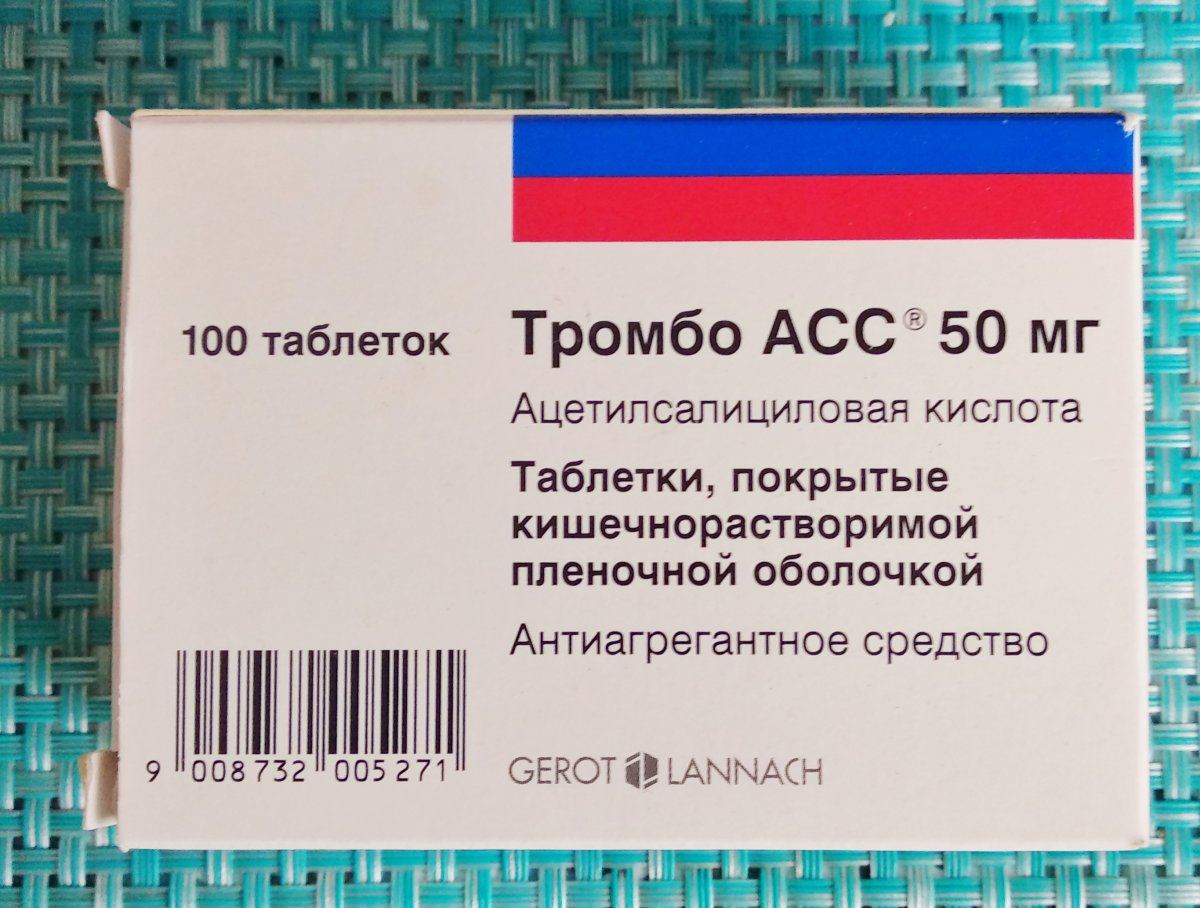 100 таблеток
Тромбо АСС® 50 мг
Ацетилсалициловая кислота
Таблетки, покрытые
кишечнорастворимой
пленочной оболочкой
Антиагрегантное средство
9 008732 005271
GEROT LANNACH